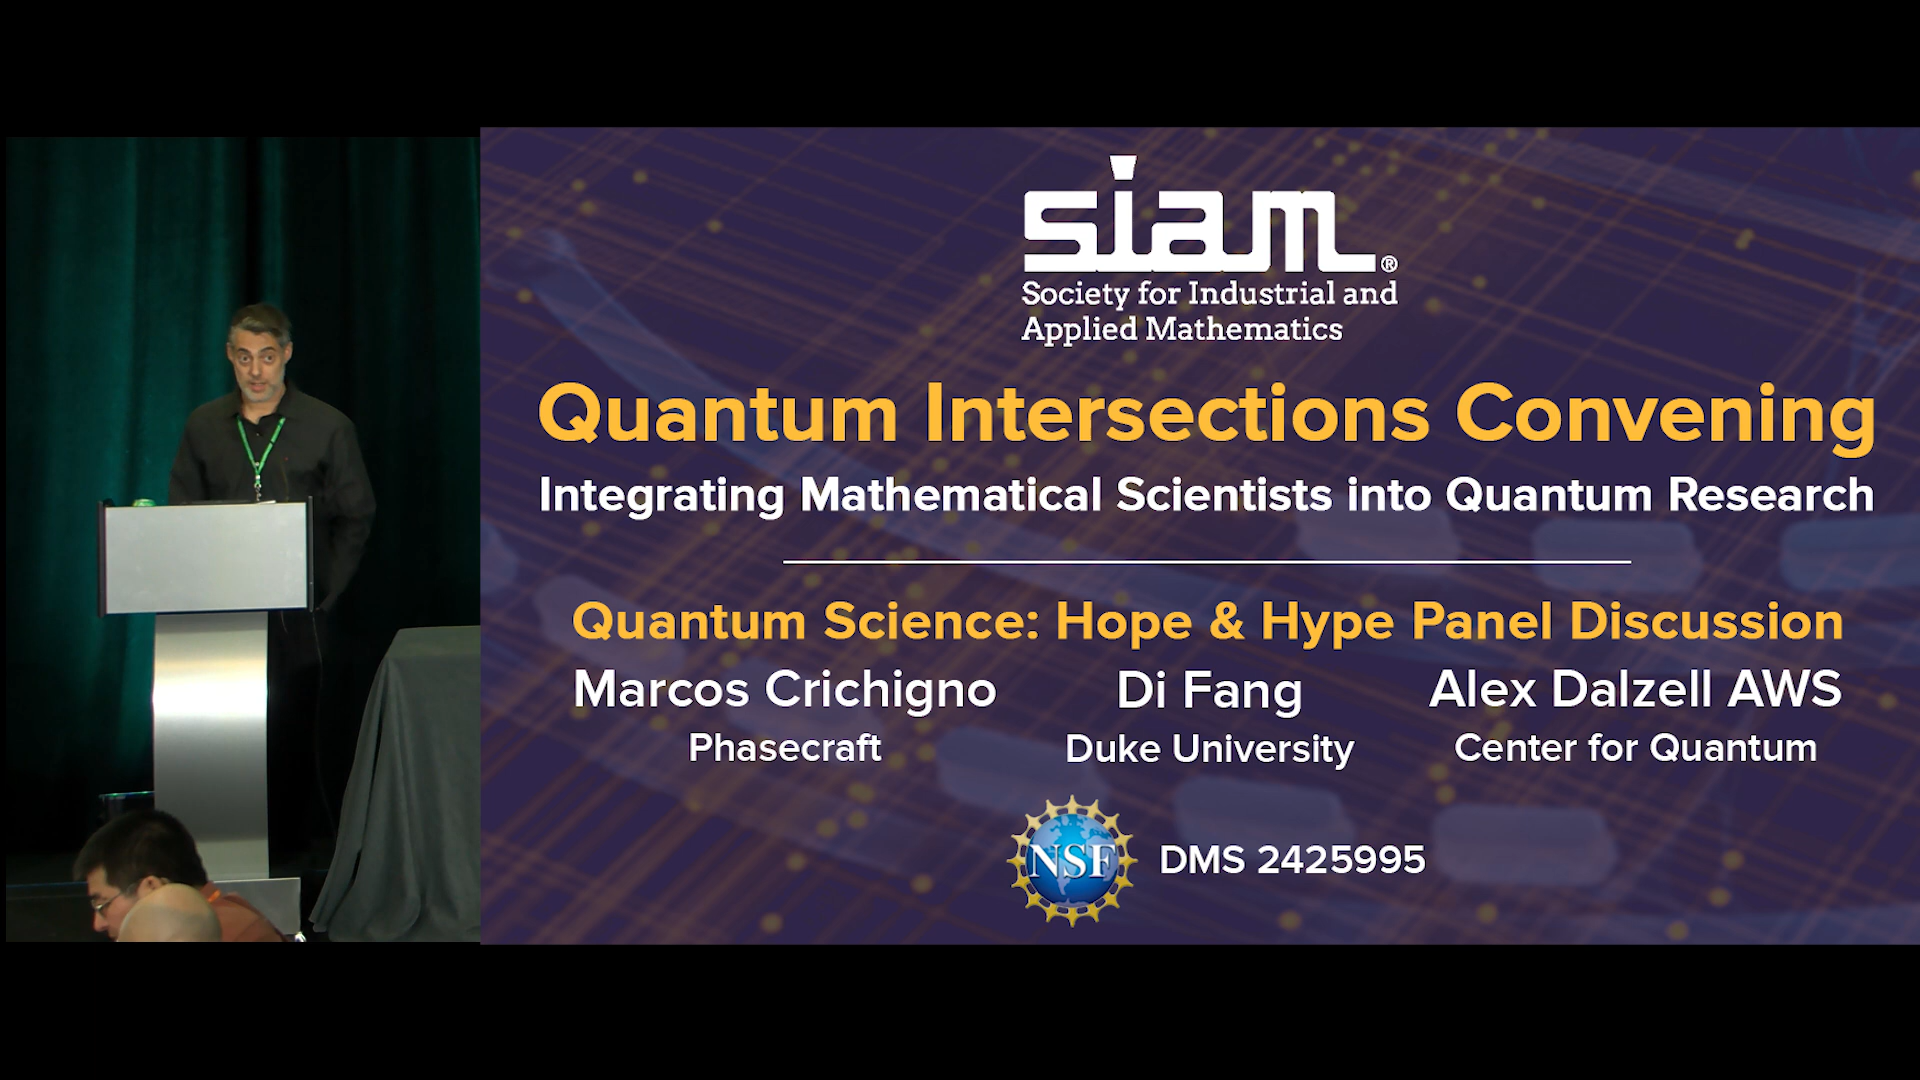 siam®
Society for Industrial and
Applied Mathematics
Quantum Intersections Convening
Integrating Mathematical Scientists into Quantum Research
Quantum Science: Hope & Hype Panel Discussion
Marcos Crichigno Di Fang Alex Dalzell AWS
Phasecraft Duke University Center for Quantum
NSF DMS 2425995